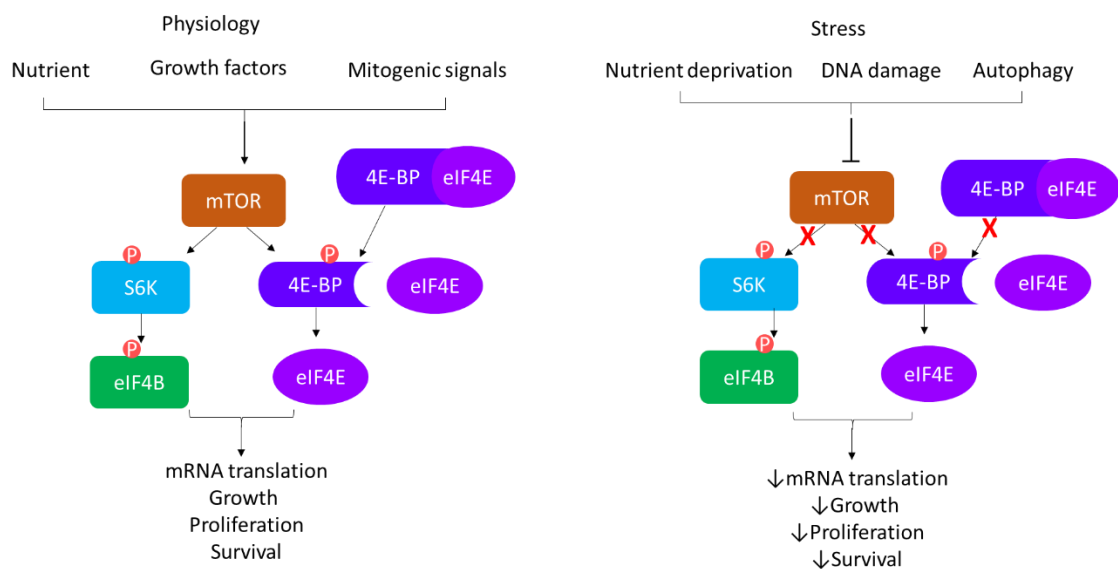 Physiology
Nutrient Growth factors Mitogenic signals
4E-BP eIF4E
mTOR
P P
S6K 4E-BP eIF4E
P
eIF4B eIF4E
mRNA translation
Growth
Proliferation
Survival
Stress
Nutrient deprivation DNA damage Autophagy
4E-BP eIF4E
mTOR
X X X
P P
S6K 4E-BP eIF4E
P
eIF4B eIF4E
↓mRNA translation
↓Growth
↓Proliferation
↓Survival